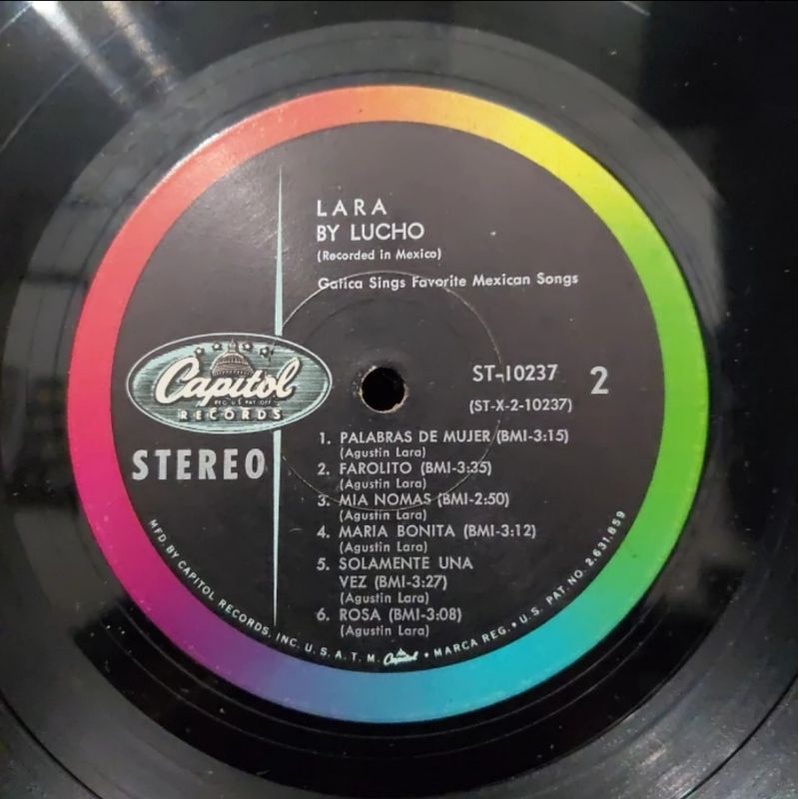 LARA
BY LUCHO
(Recorded in Mexico)
Gatica Sings Favorite Mexican Songs
Capitol
RECORDS
STEREO
ST-10237
2
(ST-X-2-10237)
1. PALABRAS DE MUJER (BMI-3:15)
(Agustin Lara)
2. FAROLITO (BMI-3:35)
(Agustin Lara)
3. MIA NOMAS (BMI-2:50)
(Agustin Lara)
4. MARIA BONITA (BMI-3:12)
(Agustin Lara)
5. SOLAMENTE UNA
VEZ (BMI-3:27)
(Agustin Lara)
6. ROSA (BMI-3:08)
(Agustin Lara)
MFD. BY CAPITOL RECORDS, INC. U.S.A. T.M. Capitol • MARCA REG. • U.S. PAT. NO. 2,631,859